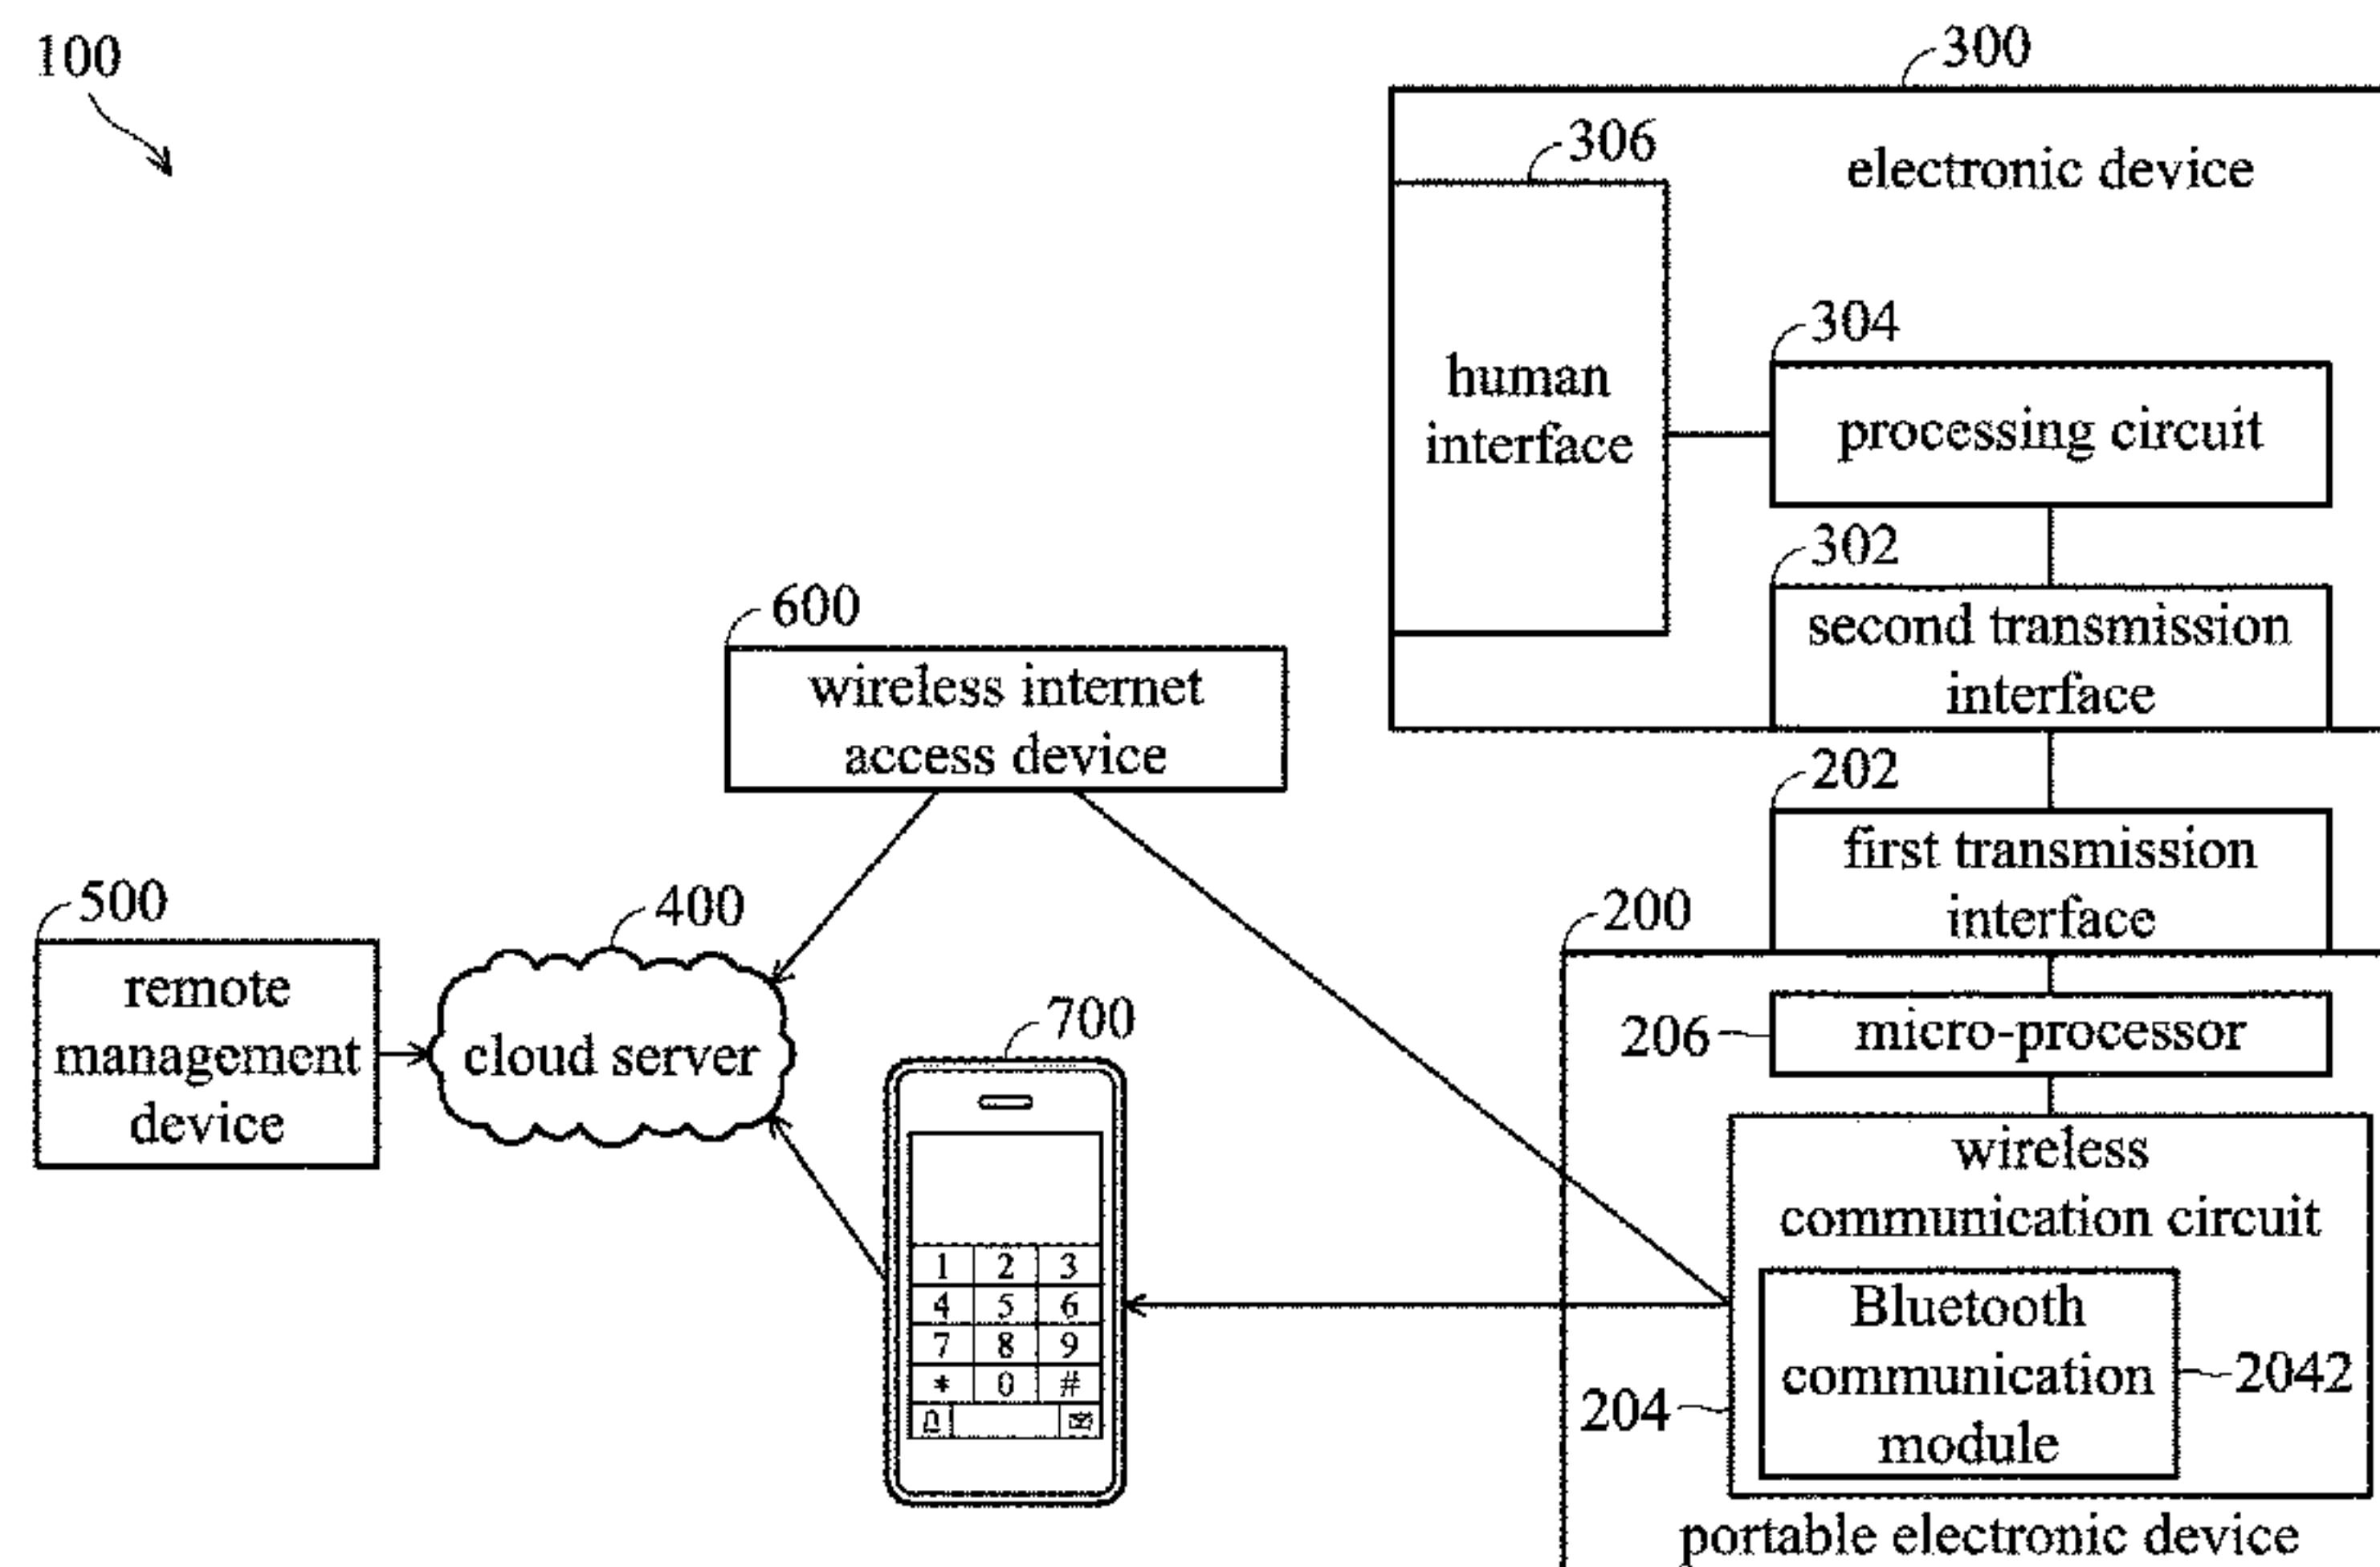 100
300
electronic device
306
human
interface
304
processing circuit
302
second transmission
interface
600
wireless internet
access device
202
first transmission
interface
500
remote
management
device
400
cloud server
700
1 2 3
4 5 6
7 8 9
* 0 #
200
206
micro-processor
wireless
communication circuit
Bluetooth
communication
module
204
2042
portable electronic device